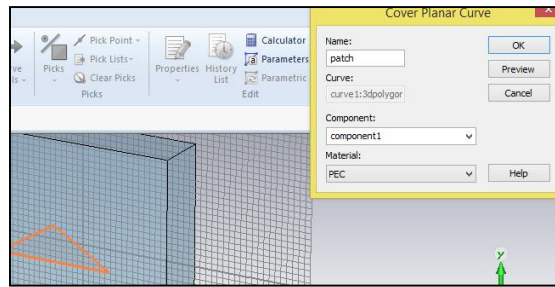 Cover Planar Curve
Pick Point
Pick Lists
Clear Picks
Picks
Picks
Properties
History List
Calculator
Parameters
Parametric
Edit
Name:
patch
Curve:
curve1:3dpolygor
Component:
component1
Material:
PEC
OK
Preview
Cancel
Help
y